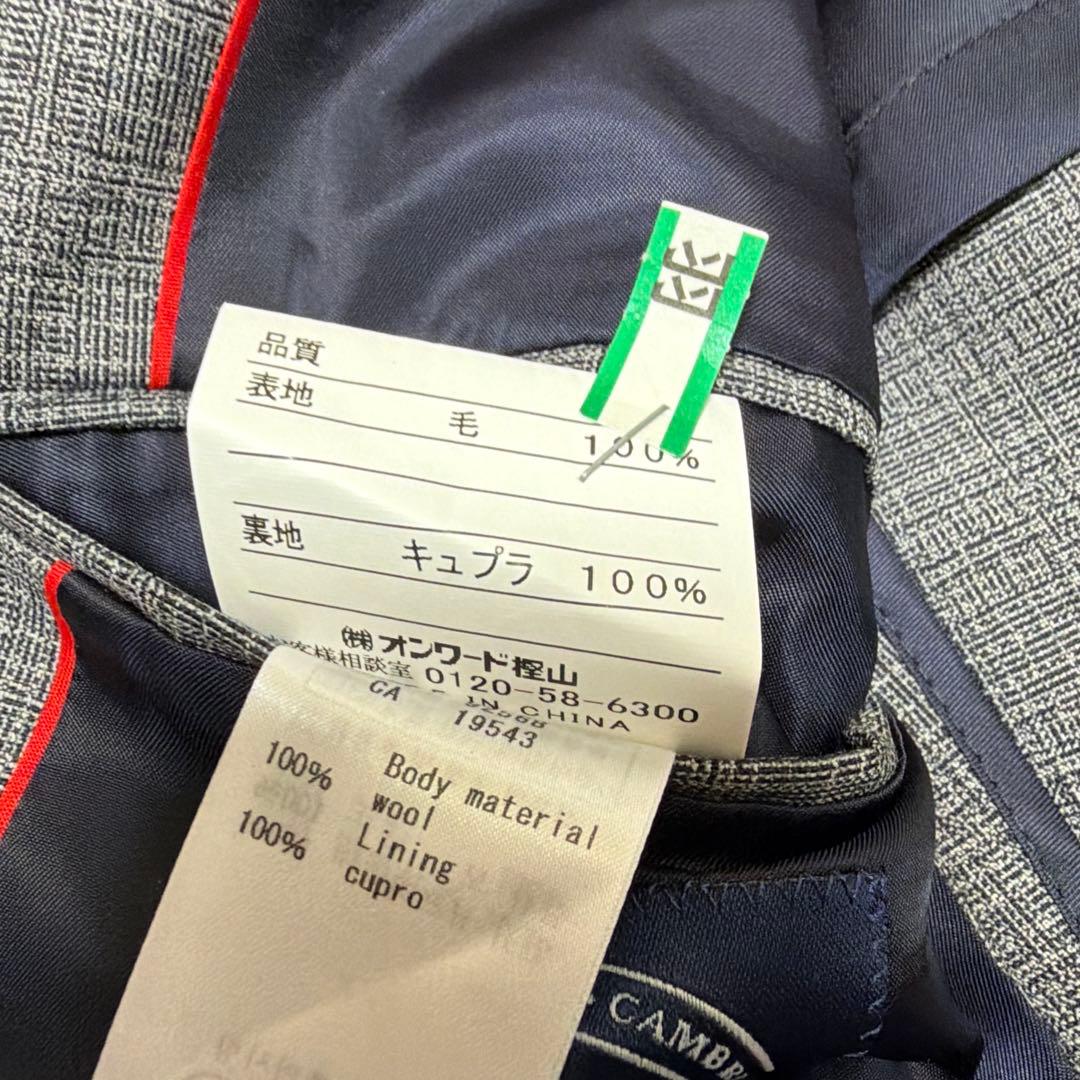 品質
表地
毛 100%
裏地 キュプラ 100%
㈱オンワード樫山
お客様相談室 0120-58-6300
IN CHINA
CA
19543
100% Body material
wool
100% Lining
cupro
CAMBR